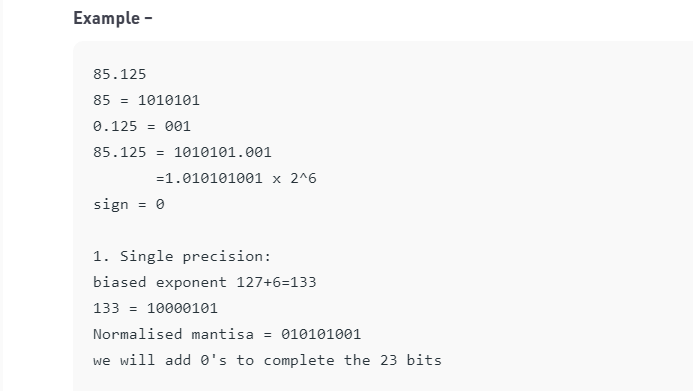 Example –
85.125
85 = 1010101
0.125 = 001
85.125 = 1010101.001
=1.010101001 x 2^6
sign = 0
1. Single precision:
biased exponent 127+6=133
133 = 10000101
Normalised mantisa = 010101001
we will add 0's to complete the 23 bits